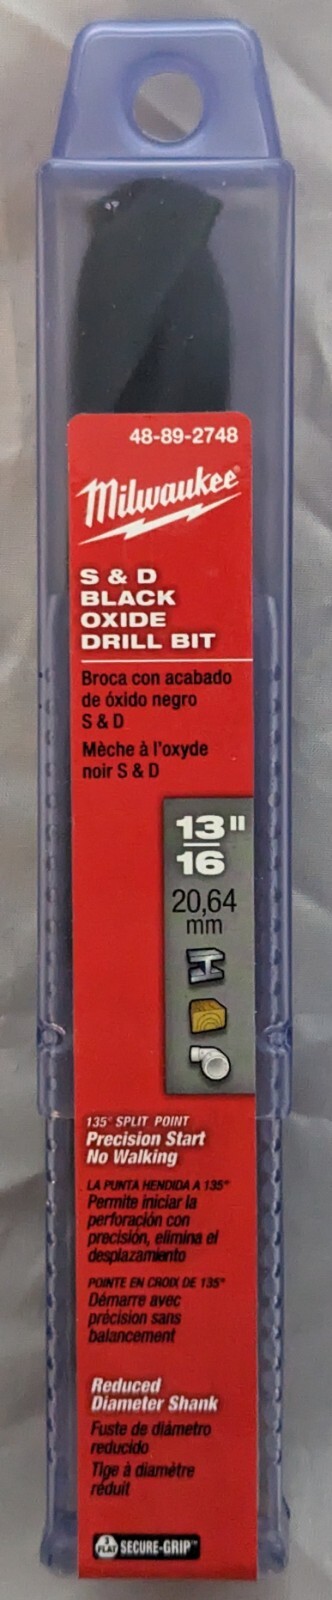 48-89-2748
Milwaukee®
S & D
BLACK
OXIDE
DRILL BIT
Broca con acabado
de óxido negro
S & D
Mèche à l'oxyde
noir S & D
13"
16
20,64
mm
135° SPLIT POINT
Precision Start
No Walking
LA PUNTA HENDIDA A 135°
Permite iniciar la
perforación con
precisión, elimina el
desplazamiento
POINTE EN CROIX DE 135°
Démarre avec
précision sans
balancement
Reduced
Diameter Shank
Fuste de diámetro
reducido
Tige à diamètre
réduit
3 FLAT SECURE-GRIP™